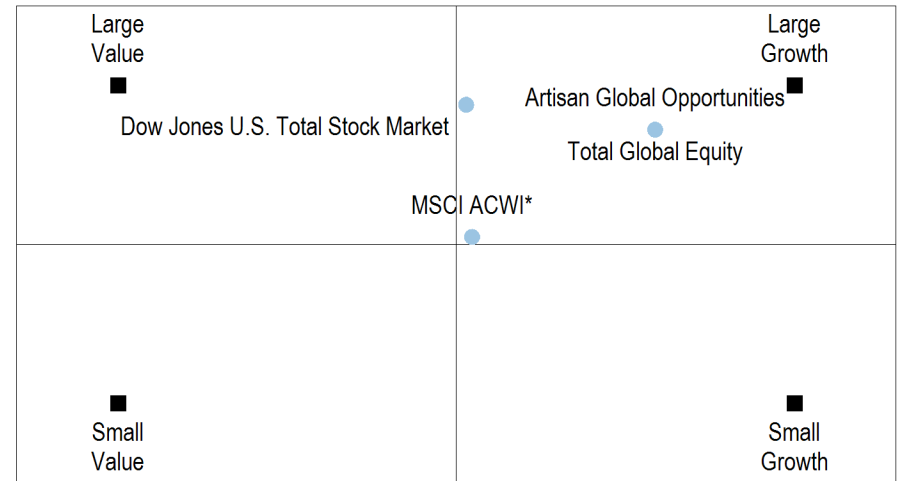 Large
Value
Large
Growth
Artisan Global Opportunities
Dow Jones U.S. Total Stock Market
Total Global Equity
MSCI ACWI*
Small
Value
Small
Growth